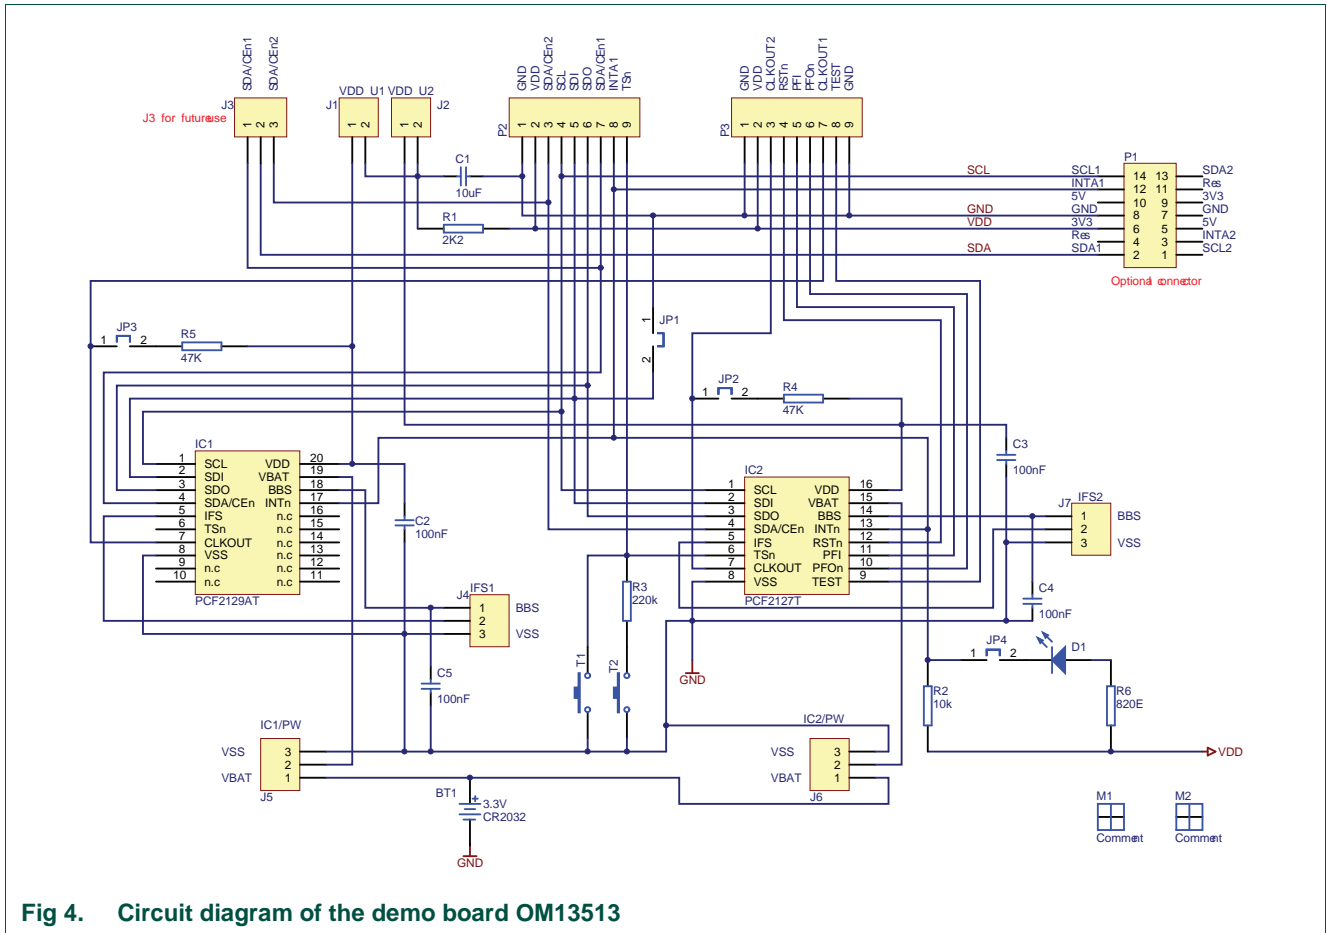 SDA/CEn1
SDA/CEn2
J3
1 2 3
J3 for future use
VDD U1 VDD U2
J1
1 2
J2
1 2
GND
VDD
SDA/CEn2
SCL
SDI
SDO
SDA/CEn1
INTA1
TSn
P2
1 2 3 4 5 6 7 8 9
GND
VDD
CLKOUT2
RSTn
PFI
PFOn
CLKOUT1
TEST
GND
P3
1 2 3 4 5 6 7 8 9
C1
10uF
R1
2K2
P1
SCL SCL1 14 13 SDA2
INTA1 12 11 Res
5V 10 9 3V3
GND GND 8 7 GND
VDD 3V3 6 5 5V
Res 4 3 INTA2
SDA SDA1 2 1 SCL2
Optional connector
JP3
1 2
R5
47K
JP1
1
2
JP2
1 2
R4
47K
IC1
1 SCL VDD 20
2 SDI VBAT 19
3 SDO BBS 18
4 SDA/CEn INTn 17
5 IFS n.c 16
6 TSn n.c 15
7 CLKOUT n.c 14
8 VSS n.c 13
9 n.c n.c 12
10 n.c n.c 11
PCF2129AT
C2
100nF
IC2
1 SCL VDD 16
2 SDI VBAT 15
3 SDO BBS 14
4 SDA/CEn INTn 13
5 IFS RSTn 12
6 TSn PFI 11
7 CLKOUT PFOn 10
8 VSS TEST 9
PCF2127T
C3
100nF
J7 IFS2
1 BBS
2
3 VSS
C4
100nF
J4 IFS1
1 BBS
2
3 VSS
R3
220k
C5
100nF
T1
T2
GND
JP4
1 2
D1
R2
10k
R6
820E
VDD
IC1/PW
VSS 3
2
VBAT 1
J5
IC2/PW
VSS 3
2
VBAT 1
J6
BT1
+
3.3V
CR2032
GND
M1
Comment
M2
Comment
Fig 4. Circuit diagram of the demo board OM13513